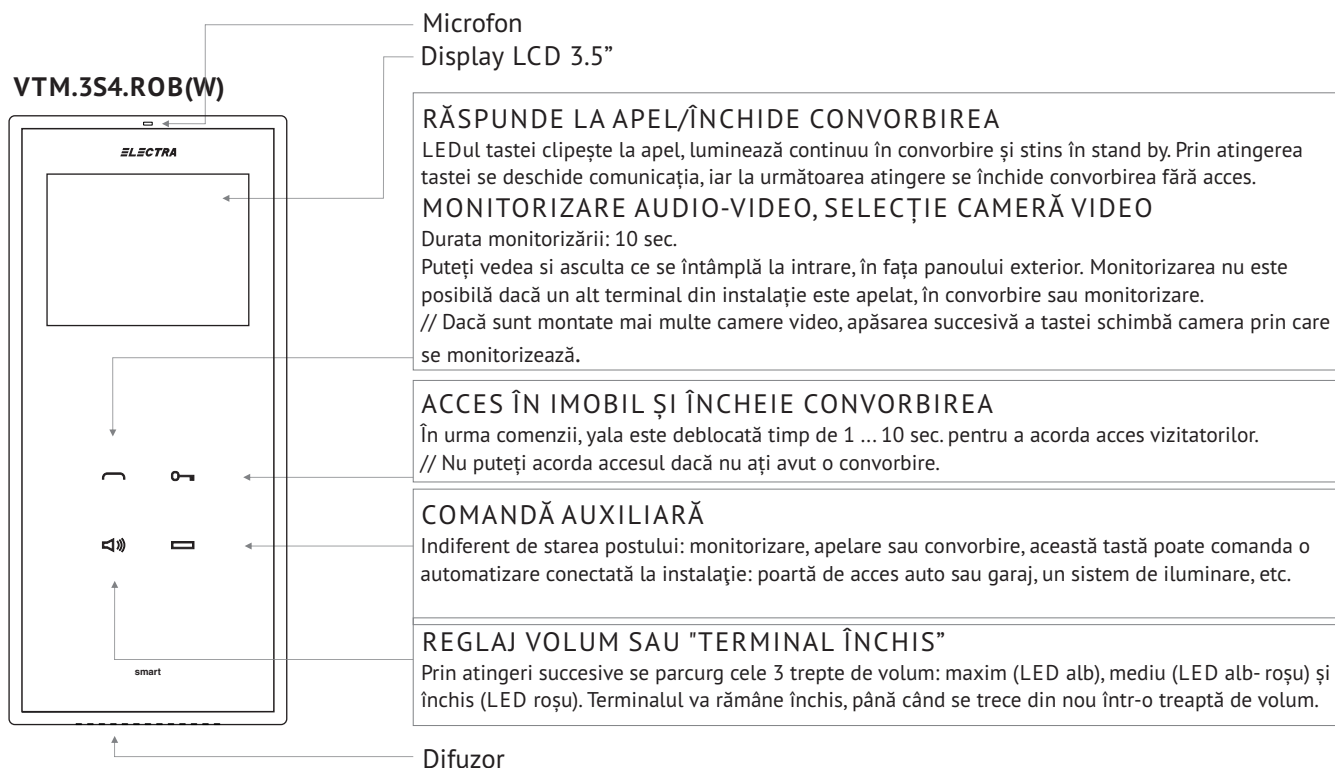 Microfon
Display LCD 3.5”
VTM.3S4.ROB(W)
ELECTRA
RĂSPUNDE LA APEL/ÎNCHIDE CONVORBIREA
LEDul tastei clipește la apel, luminează continuu în convorbire și stins în stand by. Prin atingerea
tastei se deschide comunicația, iar la următoarea atingere se închide convorbirea fără acces.
MONITORIZARE AUDIO-VIDEO, SELECȚIE CAMERĂ VIDEO
Durata monitorizării: 10 sec.
Puteți vedea si asculta ce se întâmplă la intrare, în fața panoului exterior. Monitorizarea nu este
posibilă dacă un alt terminal din instalație este apelat, în convorbire sau monitorizare.
// Dacă sunt montate mai multe camere video, apăsarea succesivă a tastei schimbă camera prin care
se monitorizează.
ACCES ÎN IMOBIL ȘI ÎNCHEIE CONVORBIREA
În urma comenzii, yala este deblocată timp de 1 ... 10 sec. pentru a acorda acces vizitatorilor.
// Nu puteți acorda accesul dacă nu ați avut o convorbire.
COMANDĂ AUXILIARĂ
Indiferent de starea postului: monitorizare, apelare sau convorbire, această tastă poate comanda o
automatizare conectată la instalaţie: poartă de acces auto sau garaj, un sistem de iluminare, etc.
REGLAJ VOLUM SAU "TERMINAL ÎNCHIS”
Prin atingeri succesive se parcurg cele 3 trepte de volum: maxim (LED alb), mediu (LED alb- roșu) și
închis (LED roșu). Terminalul va rămâne închis, până când se trece din nou într-o treaptă de volum.
smart
Difuzor